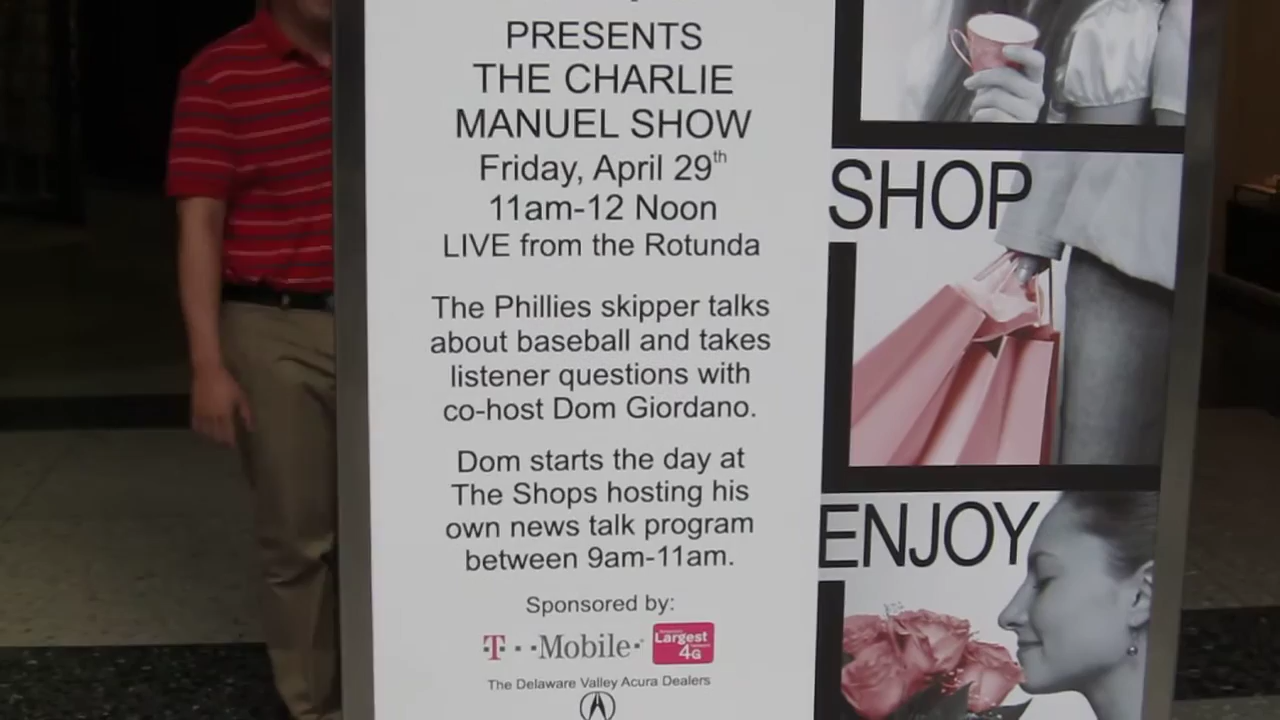 PRESENTS
THE CHARLIE
MANUEL SHOW
Friday, April 29th
11am-12 Noon
LIVE from the Rotunda
The Phillies skipper talks
about baseball and takes
listener questions with
co-host Dom Giordano.
Dom starts the day at
The Shops hosting his
own news talk program
between 9am-11am.
Sponsored by:
T··Mobile·
Largest
4G
The Delaware Valley Acura Dealers
SHOP
ENJOY